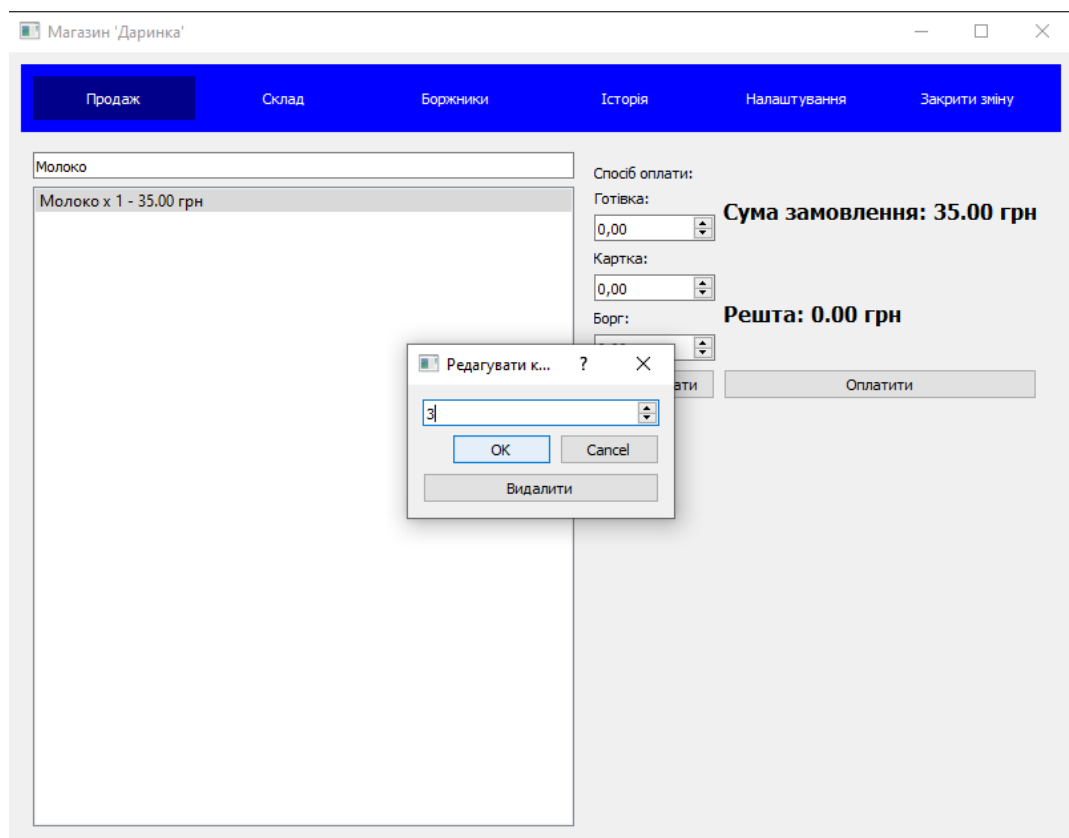 Магазин 'Даринка'
Продаж Склад Боржники Історія Налаштування Закрити зміну
Молоко
Молоко x 1 - 35.00 грн
Спосіб оплати:
Готівка:
0,00
Сума замовлення: 35.00 грн
Картка:
0,00
Борг:
Решта: 0.00 грн
Оплатити
Редагувати к... ?
3
OK Cancel
Видалити